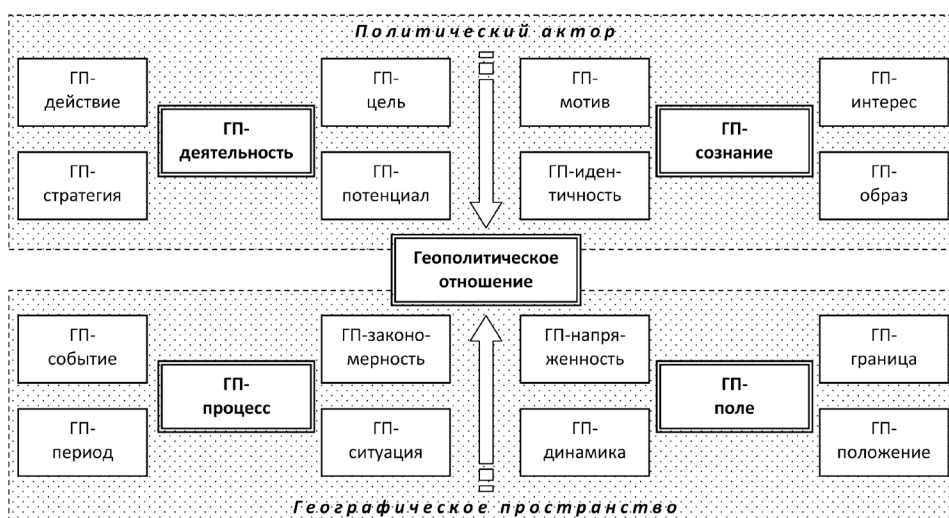 Политический актор
ГП-
действие
ГП-
цель
ГП-
деятельность
ГП-
стратегия
ГП-
потенциал
ГП-
мотив
ГП-
интерес
ГП-
сознание
ГП-иден-
тичность
ГП-
образ
Геополитическое
отношение
ГП-
событие
ГП-законо-
мерность
ГП-
процесс
ГП-
период
ГП-
ситуация
ГП-напря-
женность
ГП-
граница
ГП-
поле
ГП-
динамика
ГП-
положение
Географическое пространство